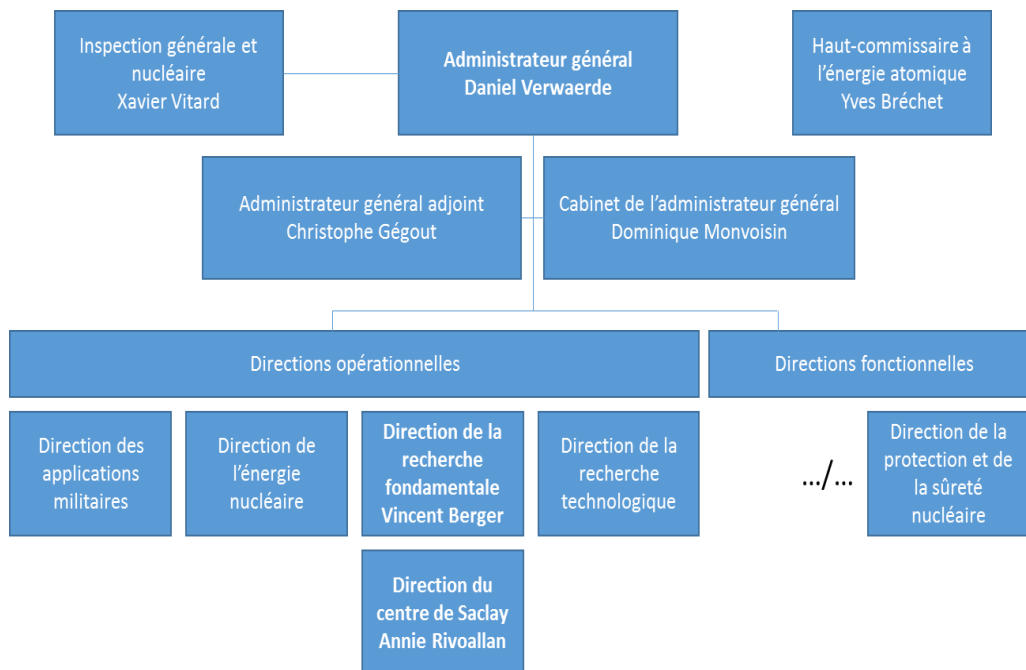 Inspection générale et
nucléaire
Xavier Vitard
Administrateur général
Daniel Verwaerde
Haut-commissaire à
l’énergie atomique
Yves Bréchet
Administrateur général adjoint
Christophe Gégout
Cabinet de l’administrateur général
Dominique Monvoisin
Directions opérationnelles
Directions fonctionnelles
Direction des
applications
militaires
Direction de
l’énergie
nucléaire
Direction de la
recherche
fondamentale
Vincent Berger
Direction de la
recherche
technologique
…/…
Direction de la
protection et de
la sûreté
nucléaire
Direction du
centre de Saclay
Annie Rivoallan